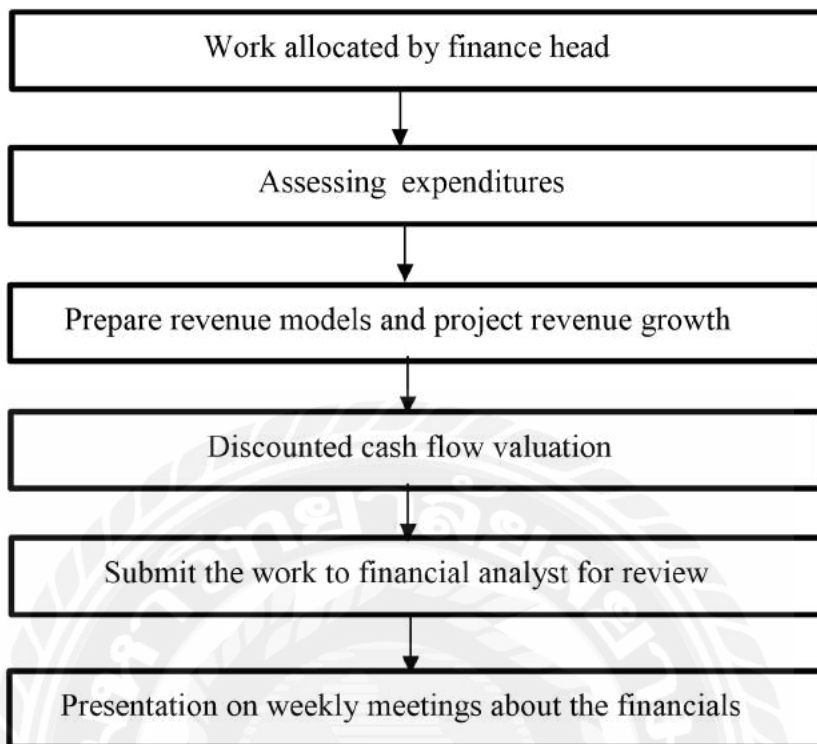 Work allocated by finance head
Assessing expenditures
Prepare revenue models and project revenue growth
Discounted cash flow valuation
Submit the work to financial analyst for review
Presentation on weekly meetings about the financials